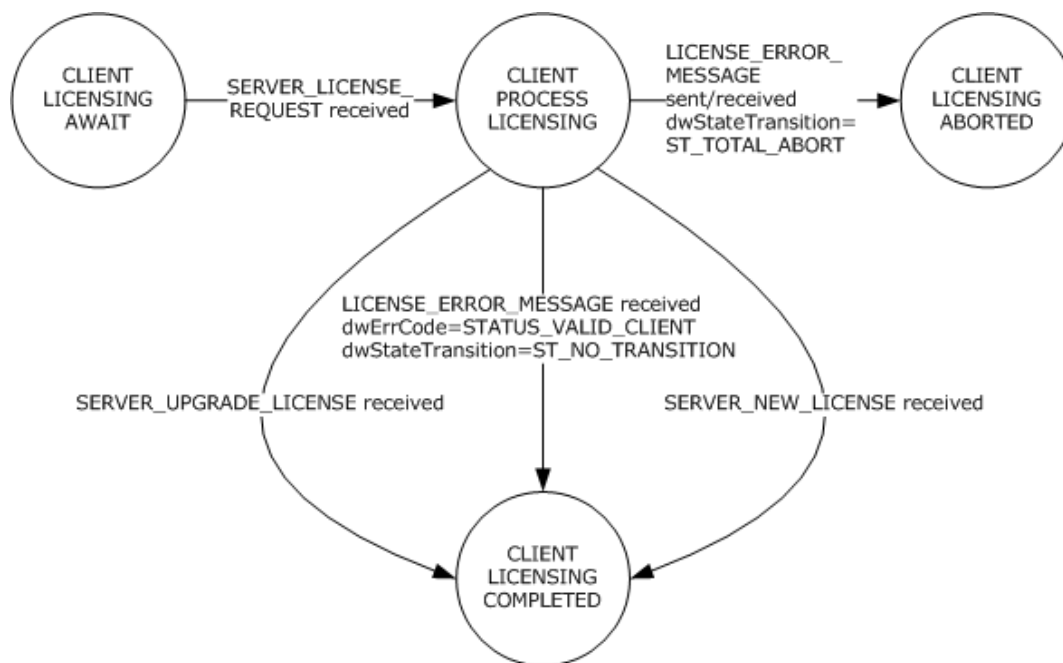 CLIENT
LICENSING
AWAIT
SERVER_LICENSE_
REQUEST received
CLIENT
PROCESS
LICENSING
LICENSE_ERROR_
MESSAGE
sent/received
dwStateTransition=
ST_TOTAL_ABORT
CLIENT
LICENSING
ABORTED
LICENSE_ERROR_MESSAGE received
dwErrCode=STATUS_VALID_CLIENT
dwStateTransition=ST_NO_TRANSITION
SERVER_UPGRADE_LICENSE received
SERVER_NEW_LICENSE received
CLIENT
LICENSING
COMPLETED